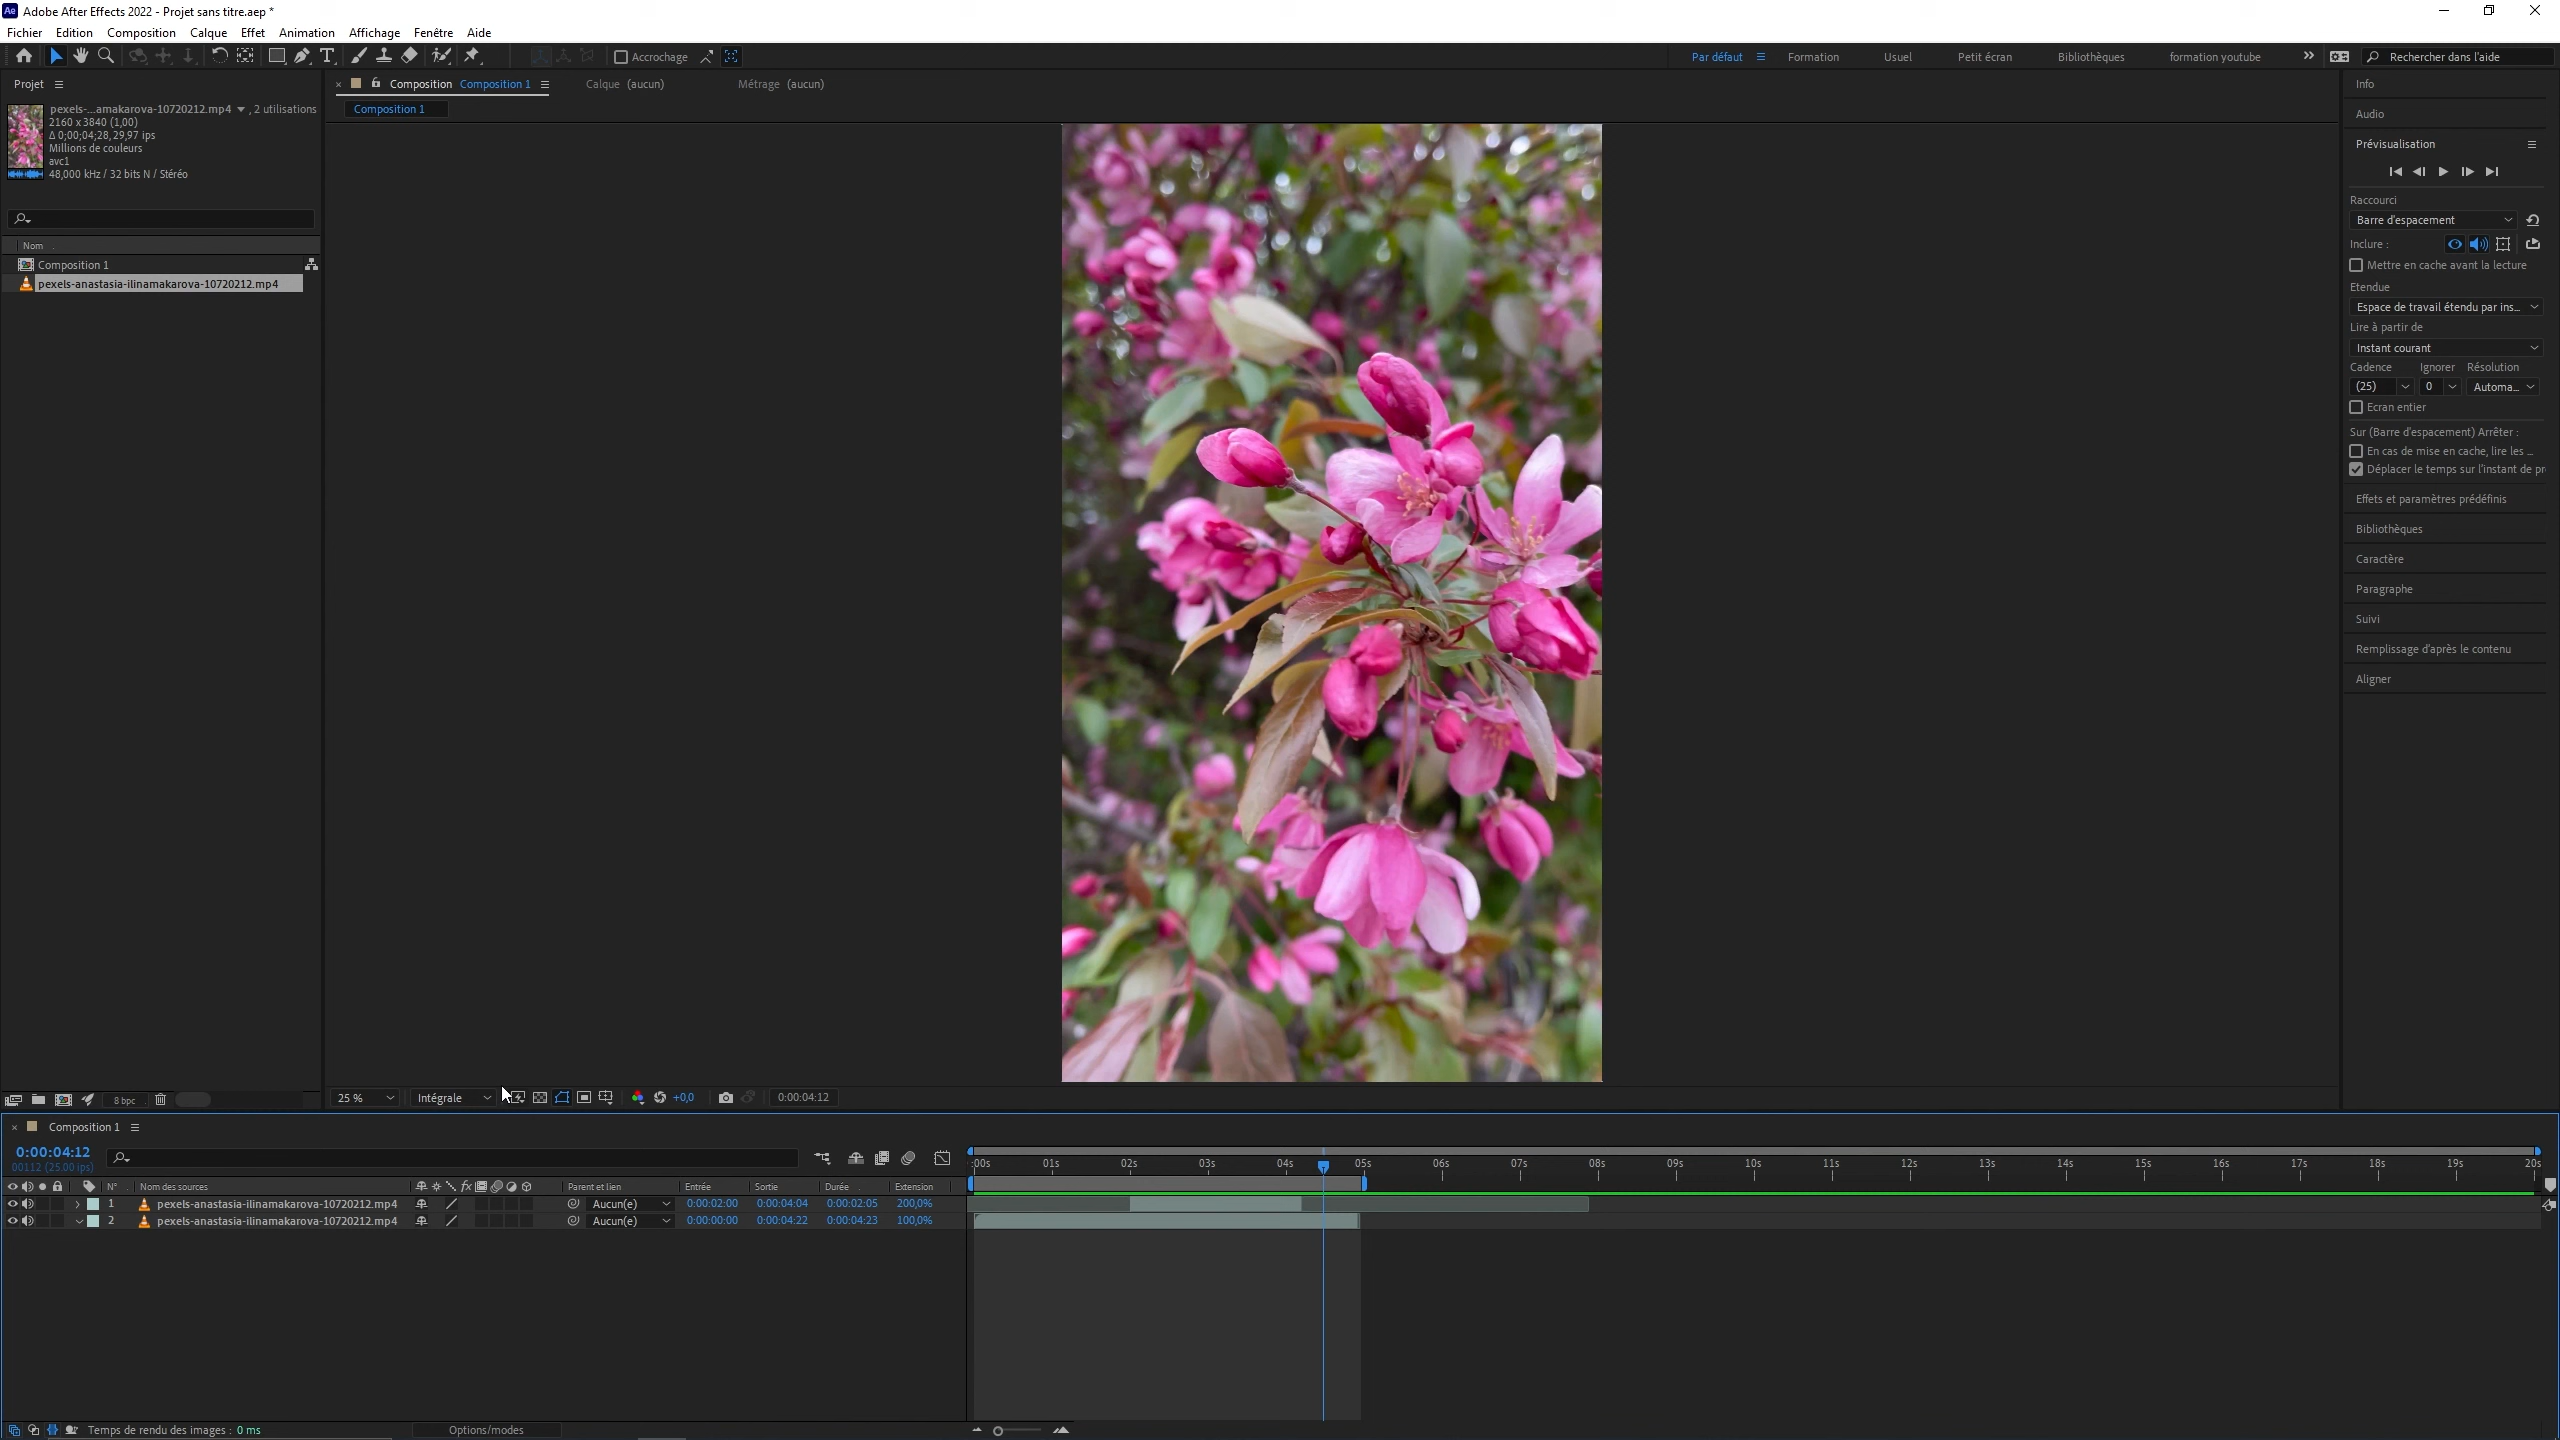 Adobe After Effects 2022 - Projet sans titre.aep *
Fichier Edition Composition Calque Effet Animation Affichage Fenêtre Aide
Accrochage
Par défaut Formation Usuel Petit écran Bibliothèques formation youtube Rechercher dans l'aide
Projet
pexels-...amakarova-10720212.mp4 , 2 utilisations
2160 x 3840 (1,00)
Δ 0;00;04;28, 29,97 ips
Millions de couleurs
avc1
48,000 kHz / 32 bits N / Stéréo
Nom
Composition 1
pexels-anastasia-ilinamakarova-10720212.mp4
8 bpc
Composition Composition 1 Calque (aucun) Métrage (aucun)
Composition 1
25 % Intégrale +0,0 0:00:04:12
Info
Audio
Prévisualisation
Raccourci
Barre d'espacement
Inclure :
Mettre en cache avant la lecture
Etendue
Espace de travail étendu par ins...
Lire à partir de
Instant courant
Cadence Ignorer Résolution
(25) 0 Automa...
Ecran entier
Sur (Barre d'espacement) Arrêter :
En cas de mise en cache, lire les ...
Déplacer le temps sur l'instant de pr
Effets et paramètres prédéfinis
Bibliothèques
Caractère
Paragraphe
Suivi
Remplissage d'après le contenu
Aligner
Composition 1
0:00:04:12
00112 (25.00 ips)
:00s 01s 02s 03s 04s 05s 06s 07s 08s 09s 10s 11s 12s 13s 14s 15s 16s 17s 18s 19s 20s
N° Nom des sources Parent et lien Entrée Sortie Durée Extension
1 pexels-anastasia-ilinamakarova-10720212.mp4 Aucun(e) 0:00:02:00 0:00:04:04 0:00:02:05 200,0%
2 pexels-anastasia-ilinamakarova-10720212.mp4 Aucun(e) 0:00:00:00 0:00:04:22 0:00:04:23 100,0%
Temps de rendu des images : 0 ms Options/modes